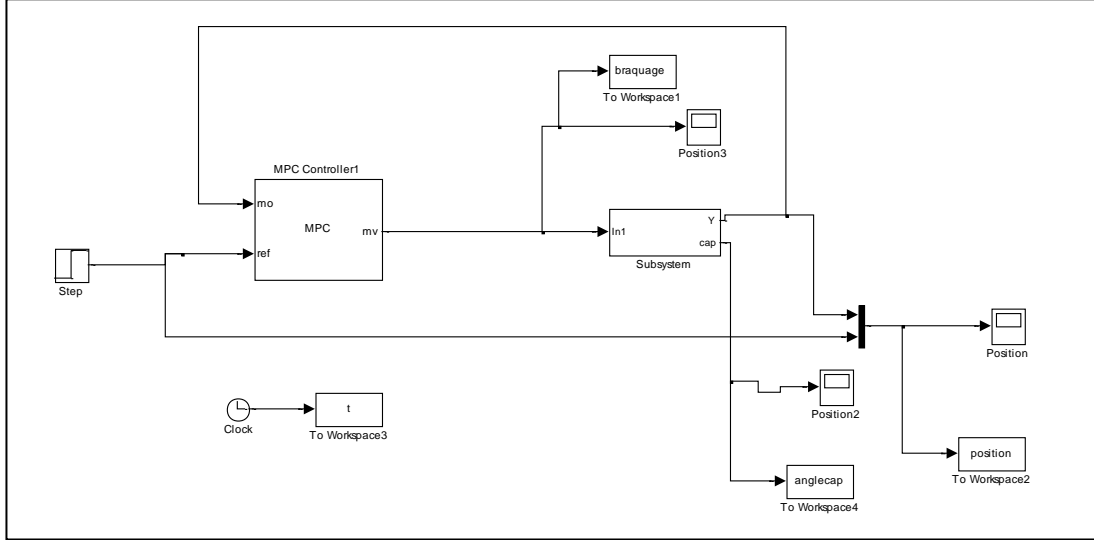 braquage
To Workspace1
Position3
MPC Controller1
mo
MPC
mv
ref
In1
Y
cap
Subsystem
Step
Position
Position2
Clock
t
To Workspace3
position
To Workspace2
anglecap
To Workspace4